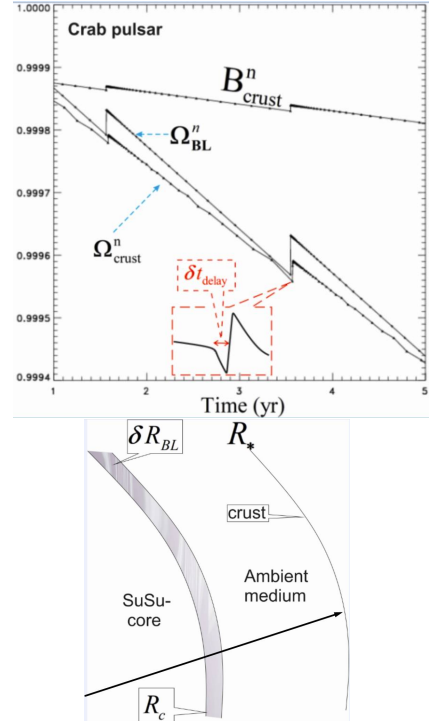 1.0000
Crab pulsar
0.9999
B^n_crust
0.9998
Ω^n_BL
0.9997
Ω^n_crust
0.9996
δt_delay
0.9995
0.9994
1 2 3 4 5
Time (yr)
δR_BL
R_*
crust
Ambient
medium
SuSu-
core
R_c